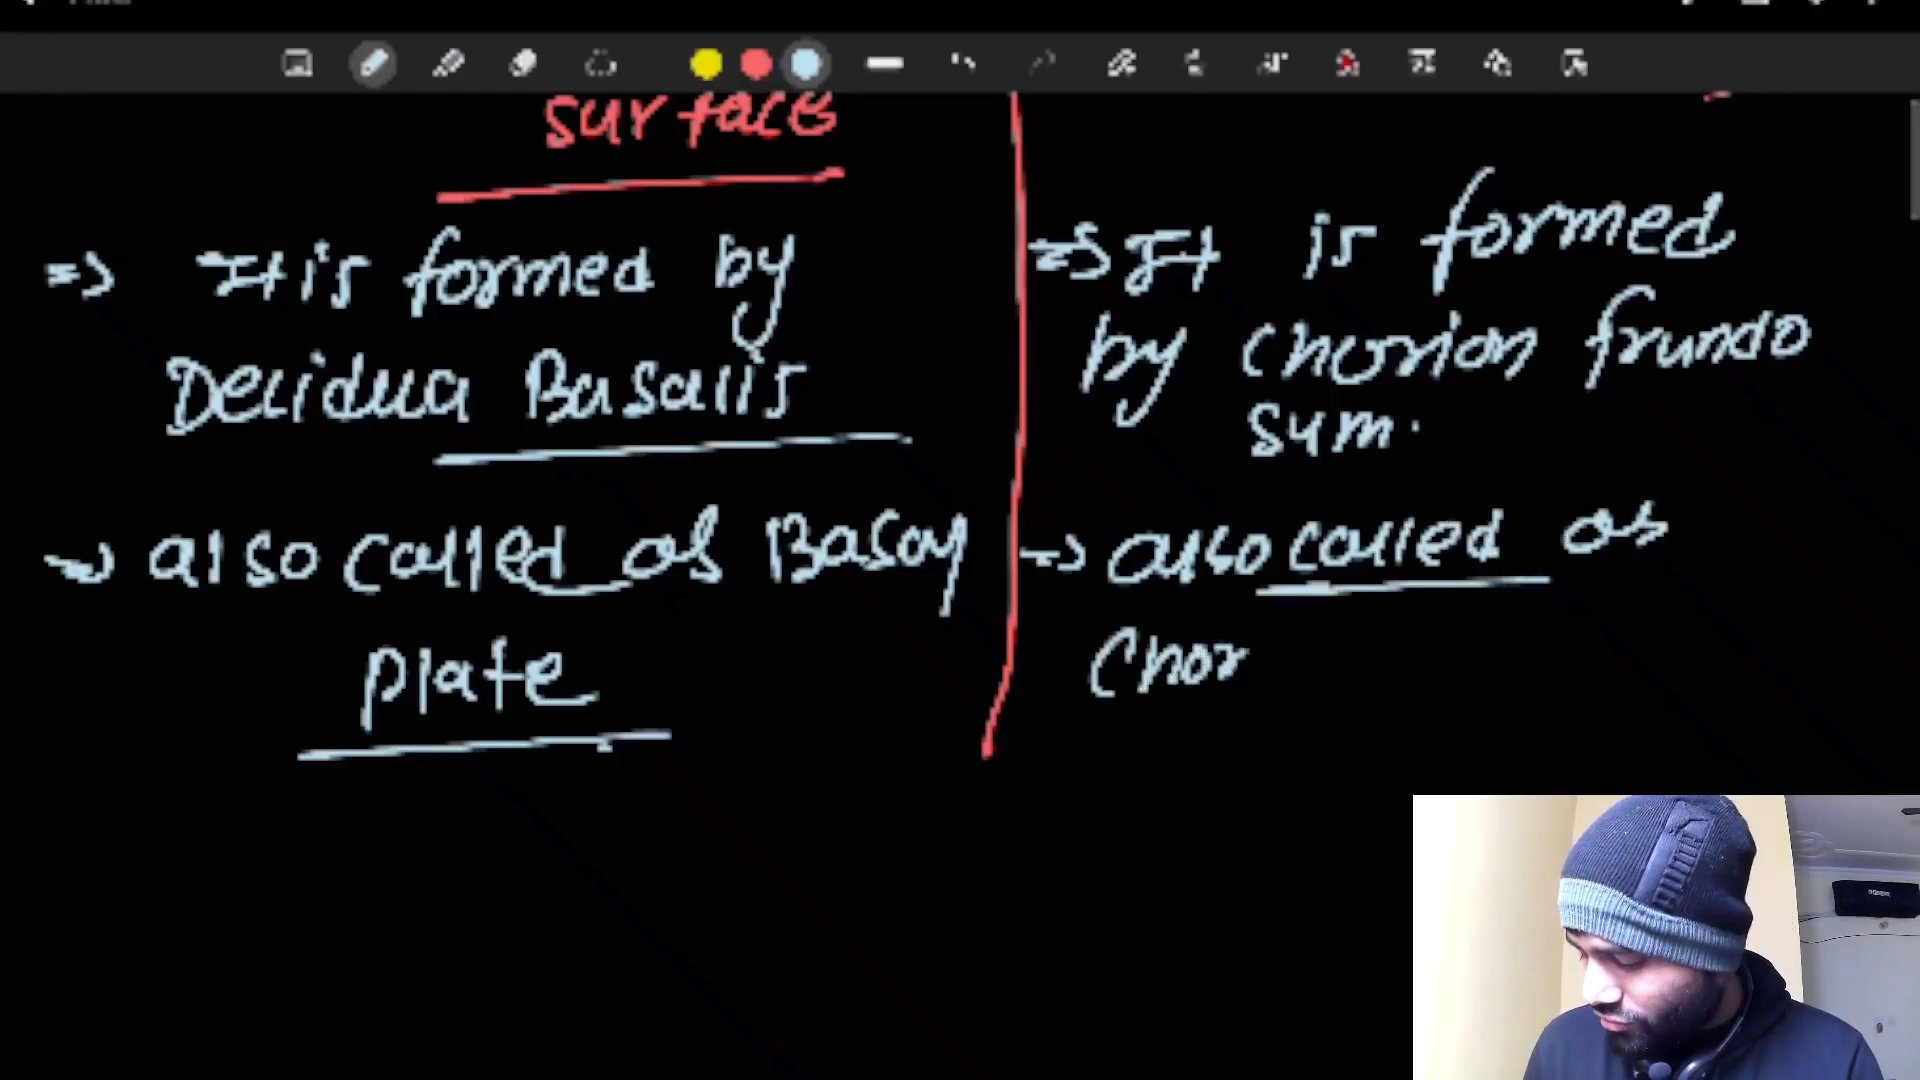 surface
=> It is formed by
Decidua Basalis
→ also called as Basal
plate
=> It is formed
by chorion frundo
sum.
→ also called as
Chor